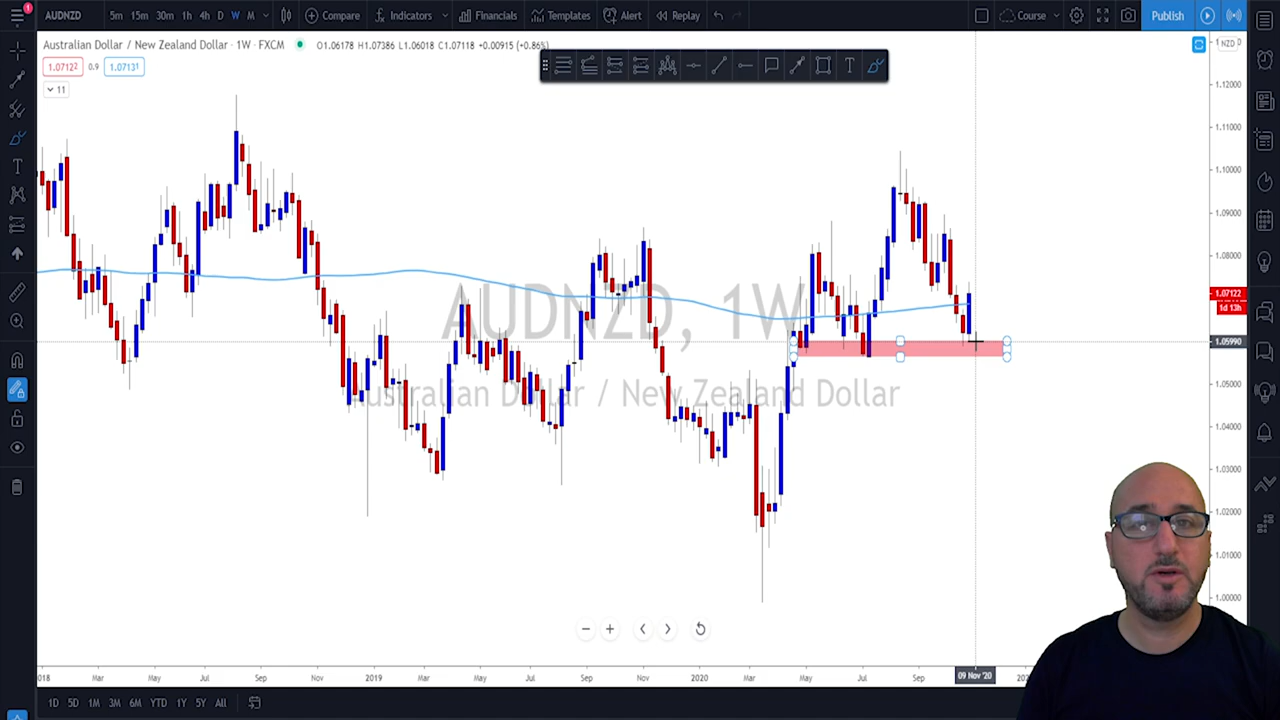 1
AUDNZD 5m 15m 30m 1h 4h D W M Compare Indicators Financials Templates Alert Replay Course Publish
Australian Dollar / New Zealand Dollar · 1W · FXCM O1.06178 H1.07386 L1.06018 C1.07118 +0.00915 (+0.86%)
NZD
1.07122 0.9 1.07131
11
1.12000
1.11000
1.10000
1.09000
1.08000
1.07122
1d 13h
1.05990
1.05000
1.04000
1.03000
1.02000
1.01000
1.00000
AUDNZD, 1W
Australian Dollar / New Zealand Dollar
Mar May Jul Sep Nov 2019 Mar May Jul Sep Nov 2020 Mar May Jul Sep 09 Nov '20
1D 5D 1M 3M 6M YTD 1Y 5Y All